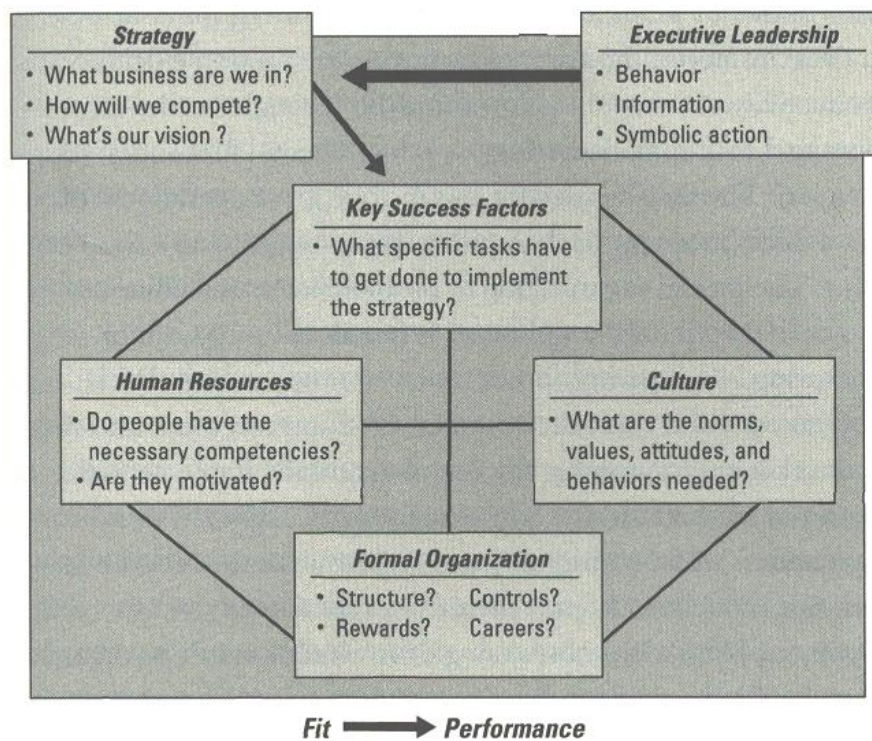 Strategy
• What business are we in?
• How will we compete?
• What's our vision ?
Executive Leadership
• Behavior
• Information
• Symbolic action
Key Success Factors
• What specific tasks have
to get done to implement
the strategy?
Human Resources
• Do people have the
necessary competencies?
• Are they motivated?
Culture
• What are the norms,
values, attitudes, and
behaviors needed?
Formal Organization
• Structure? Controls?
• Rewards? Careers?
Fit Performance